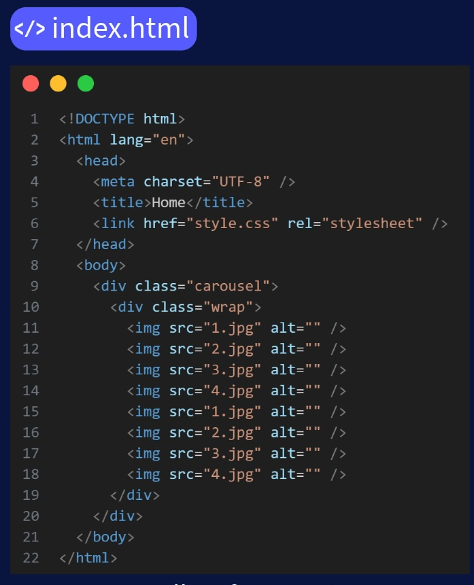 </> index.html
1 <!DOCTYPE html>
2 <html lang="en">
3 <head>
4 <meta charset="UTF-8" />
5 <title>Home</title>
6 <link href="style.css" rel="stylesheet" />
7 </head>
8 <body>
9 <div class="carousel">
10 <div class="wrap">
11 <img src="1.jpg" alt="" />
12 <img src="2.jpg" alt="" />
13 <img src="3.jpg" alt="" />
14 <img src="4.jpg" alt="" />
15 <img src="1.jpg" alt="" />
16 <img src="2.jpg" alt="" />
17 <img src="3.jpg" alt="" />
18 <img src="4.jpg" alt="" />
19 </div>
20 </div>
21 </body>
22 </html>